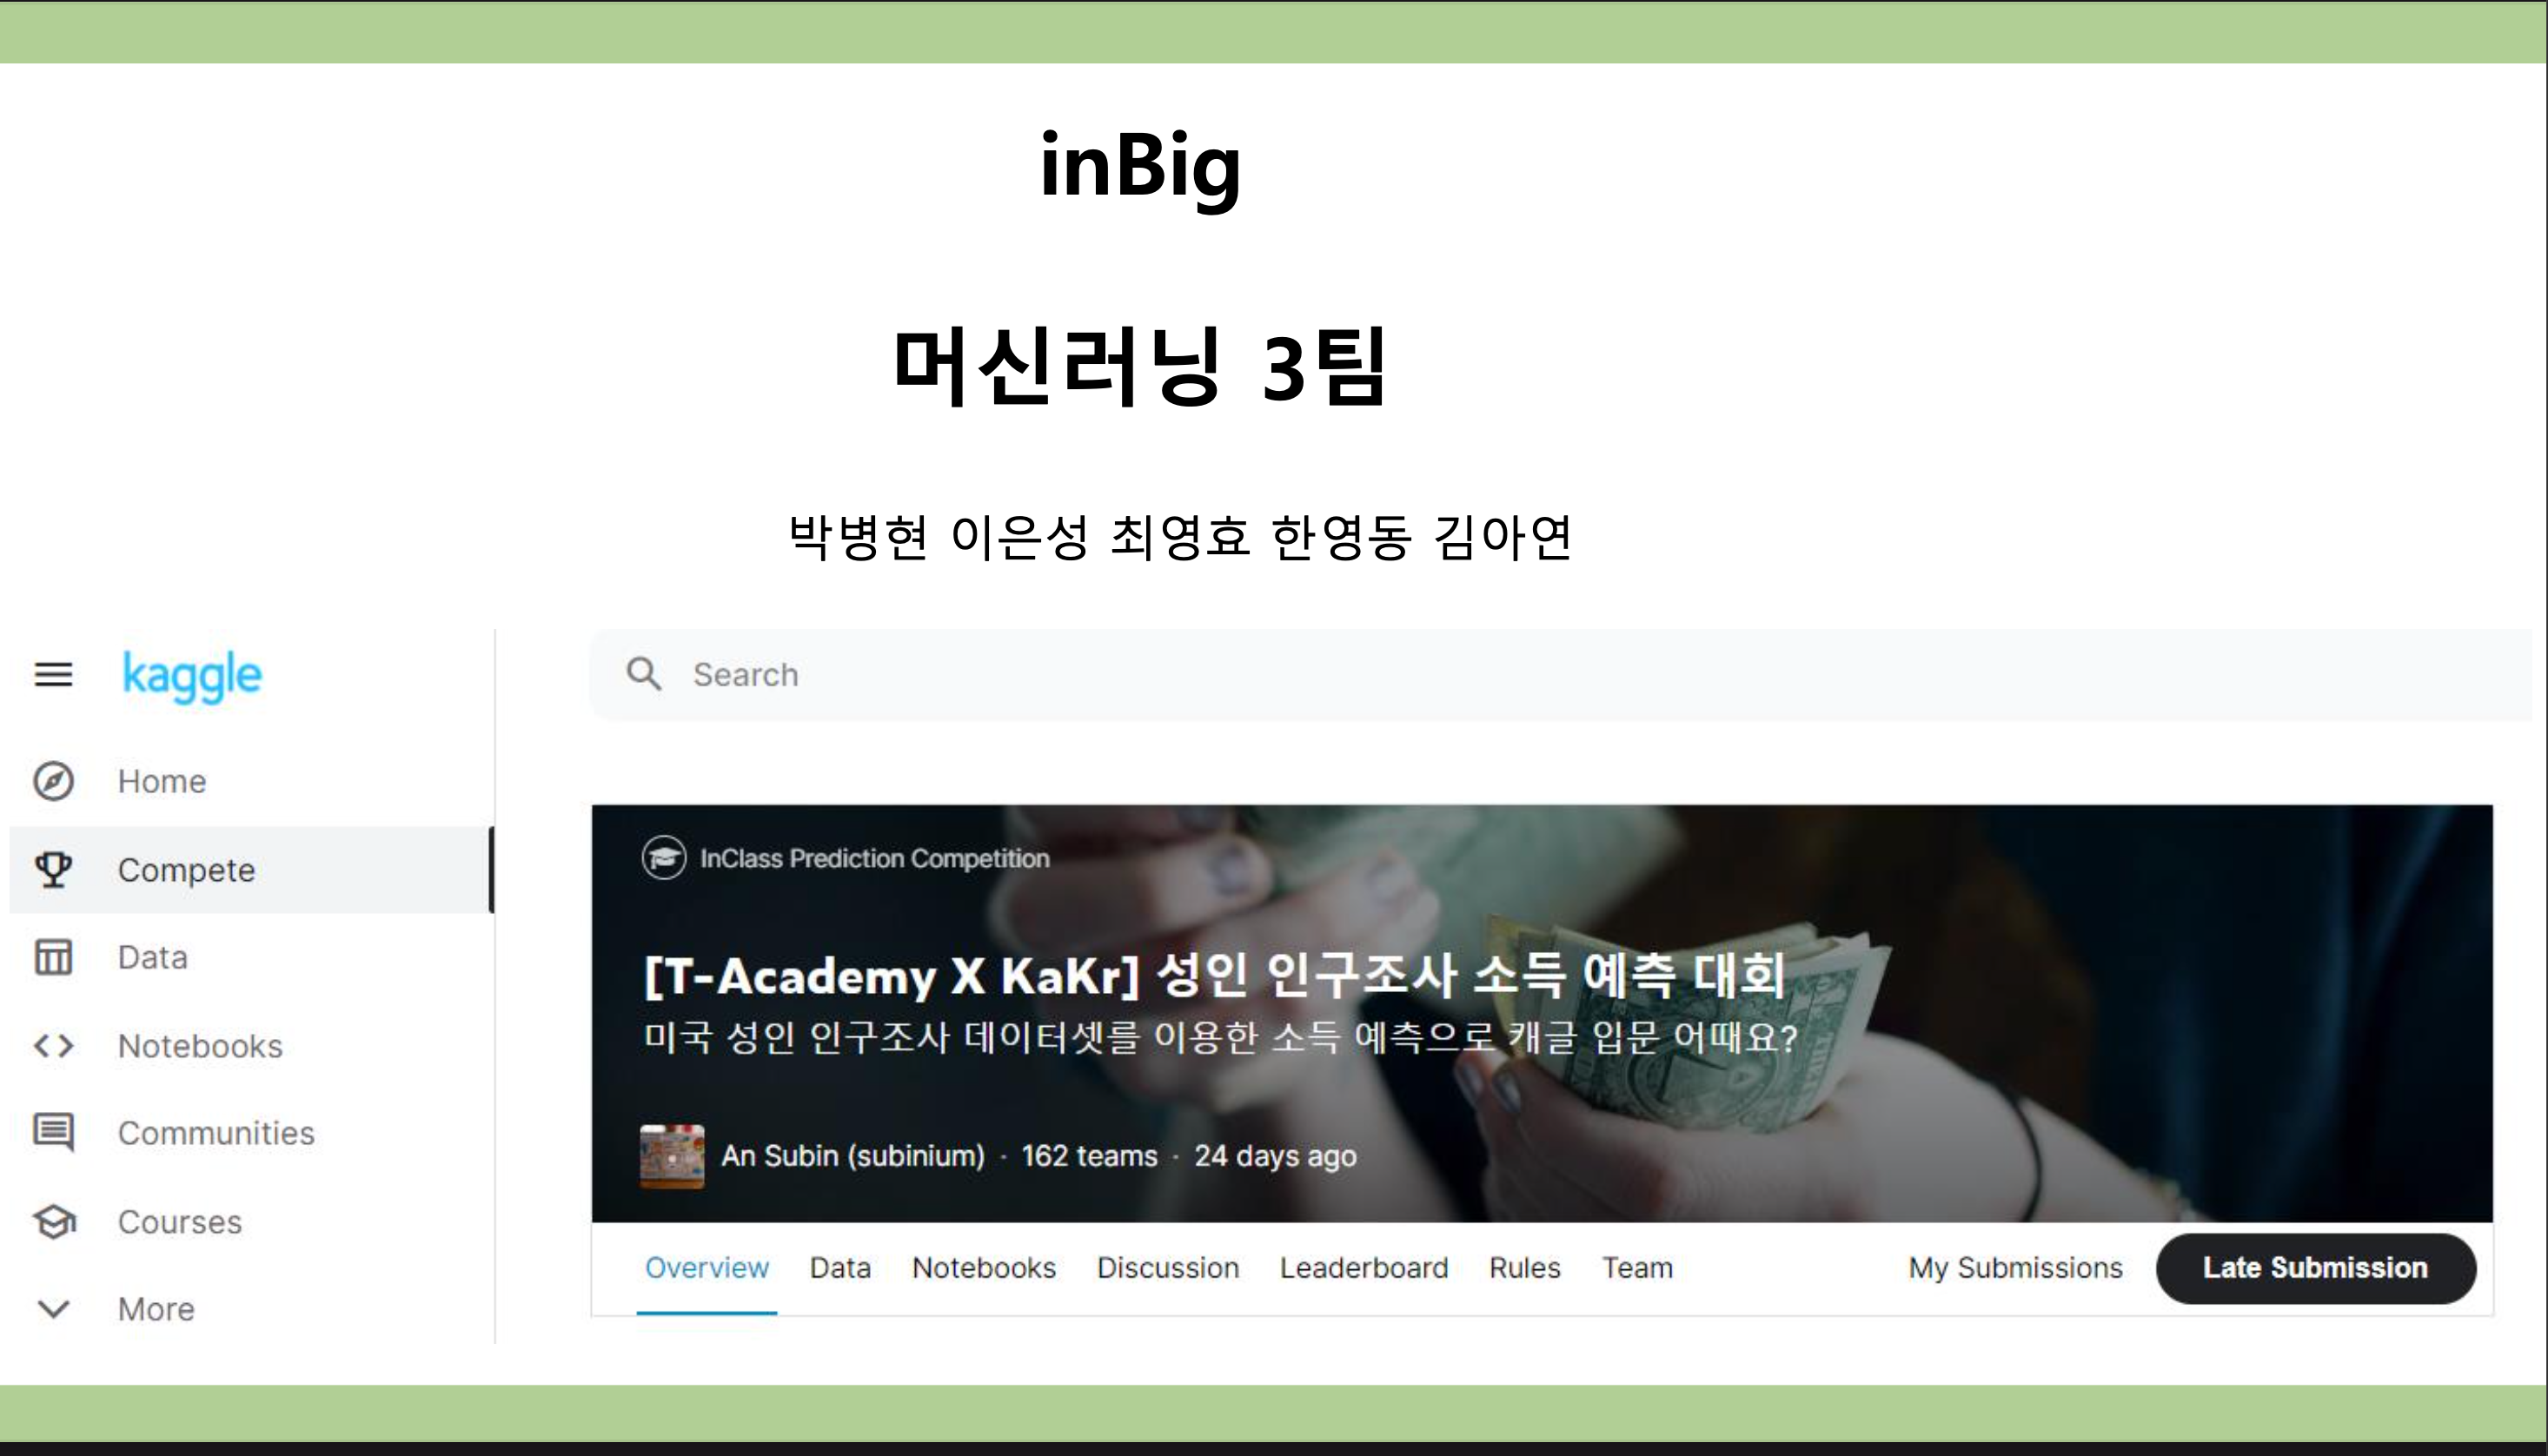 inBig
머신러닝 3팀
박병현 이은성 최영효 한영동 김아연
kaggle
Search
Home
Compete
Data
Notebooks
Communities
Courses
More
InClass Prediction Competition
[T-Academy X KaKr] 성인 인구조사 소득 예측 대회
미국 성인 인구조사 데이터셋를 이용한 소득 예측으로 캐글 입문 어때요?
An Subin (subinium) · 162 teams · 24 days ago
Overview Data Notebooks Discussion Leaderboard Rules Team My Submissions Late Submission